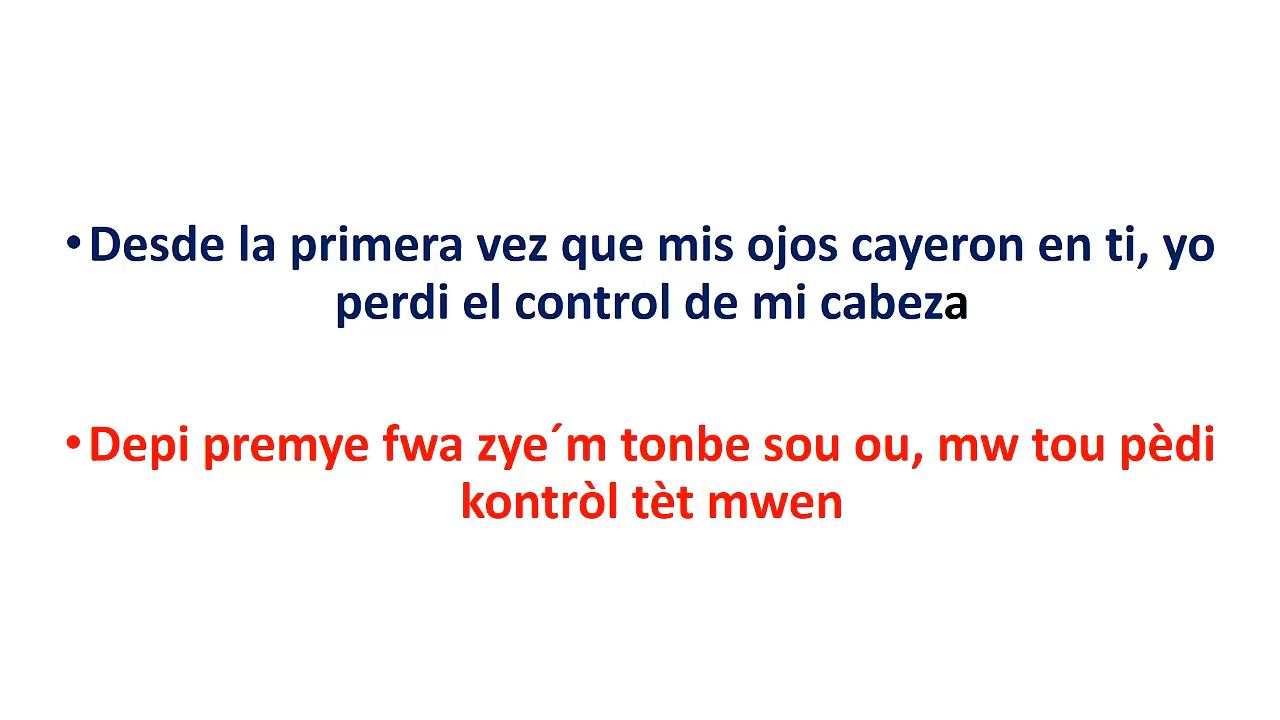 •Desde la primera vez que mis ojos cayeron en ti, yo
perdi el control de mi cabeza
•Depi premye fwa zye´m tonbe sou ou, mw tou pèdi
kontròl tèt mwen